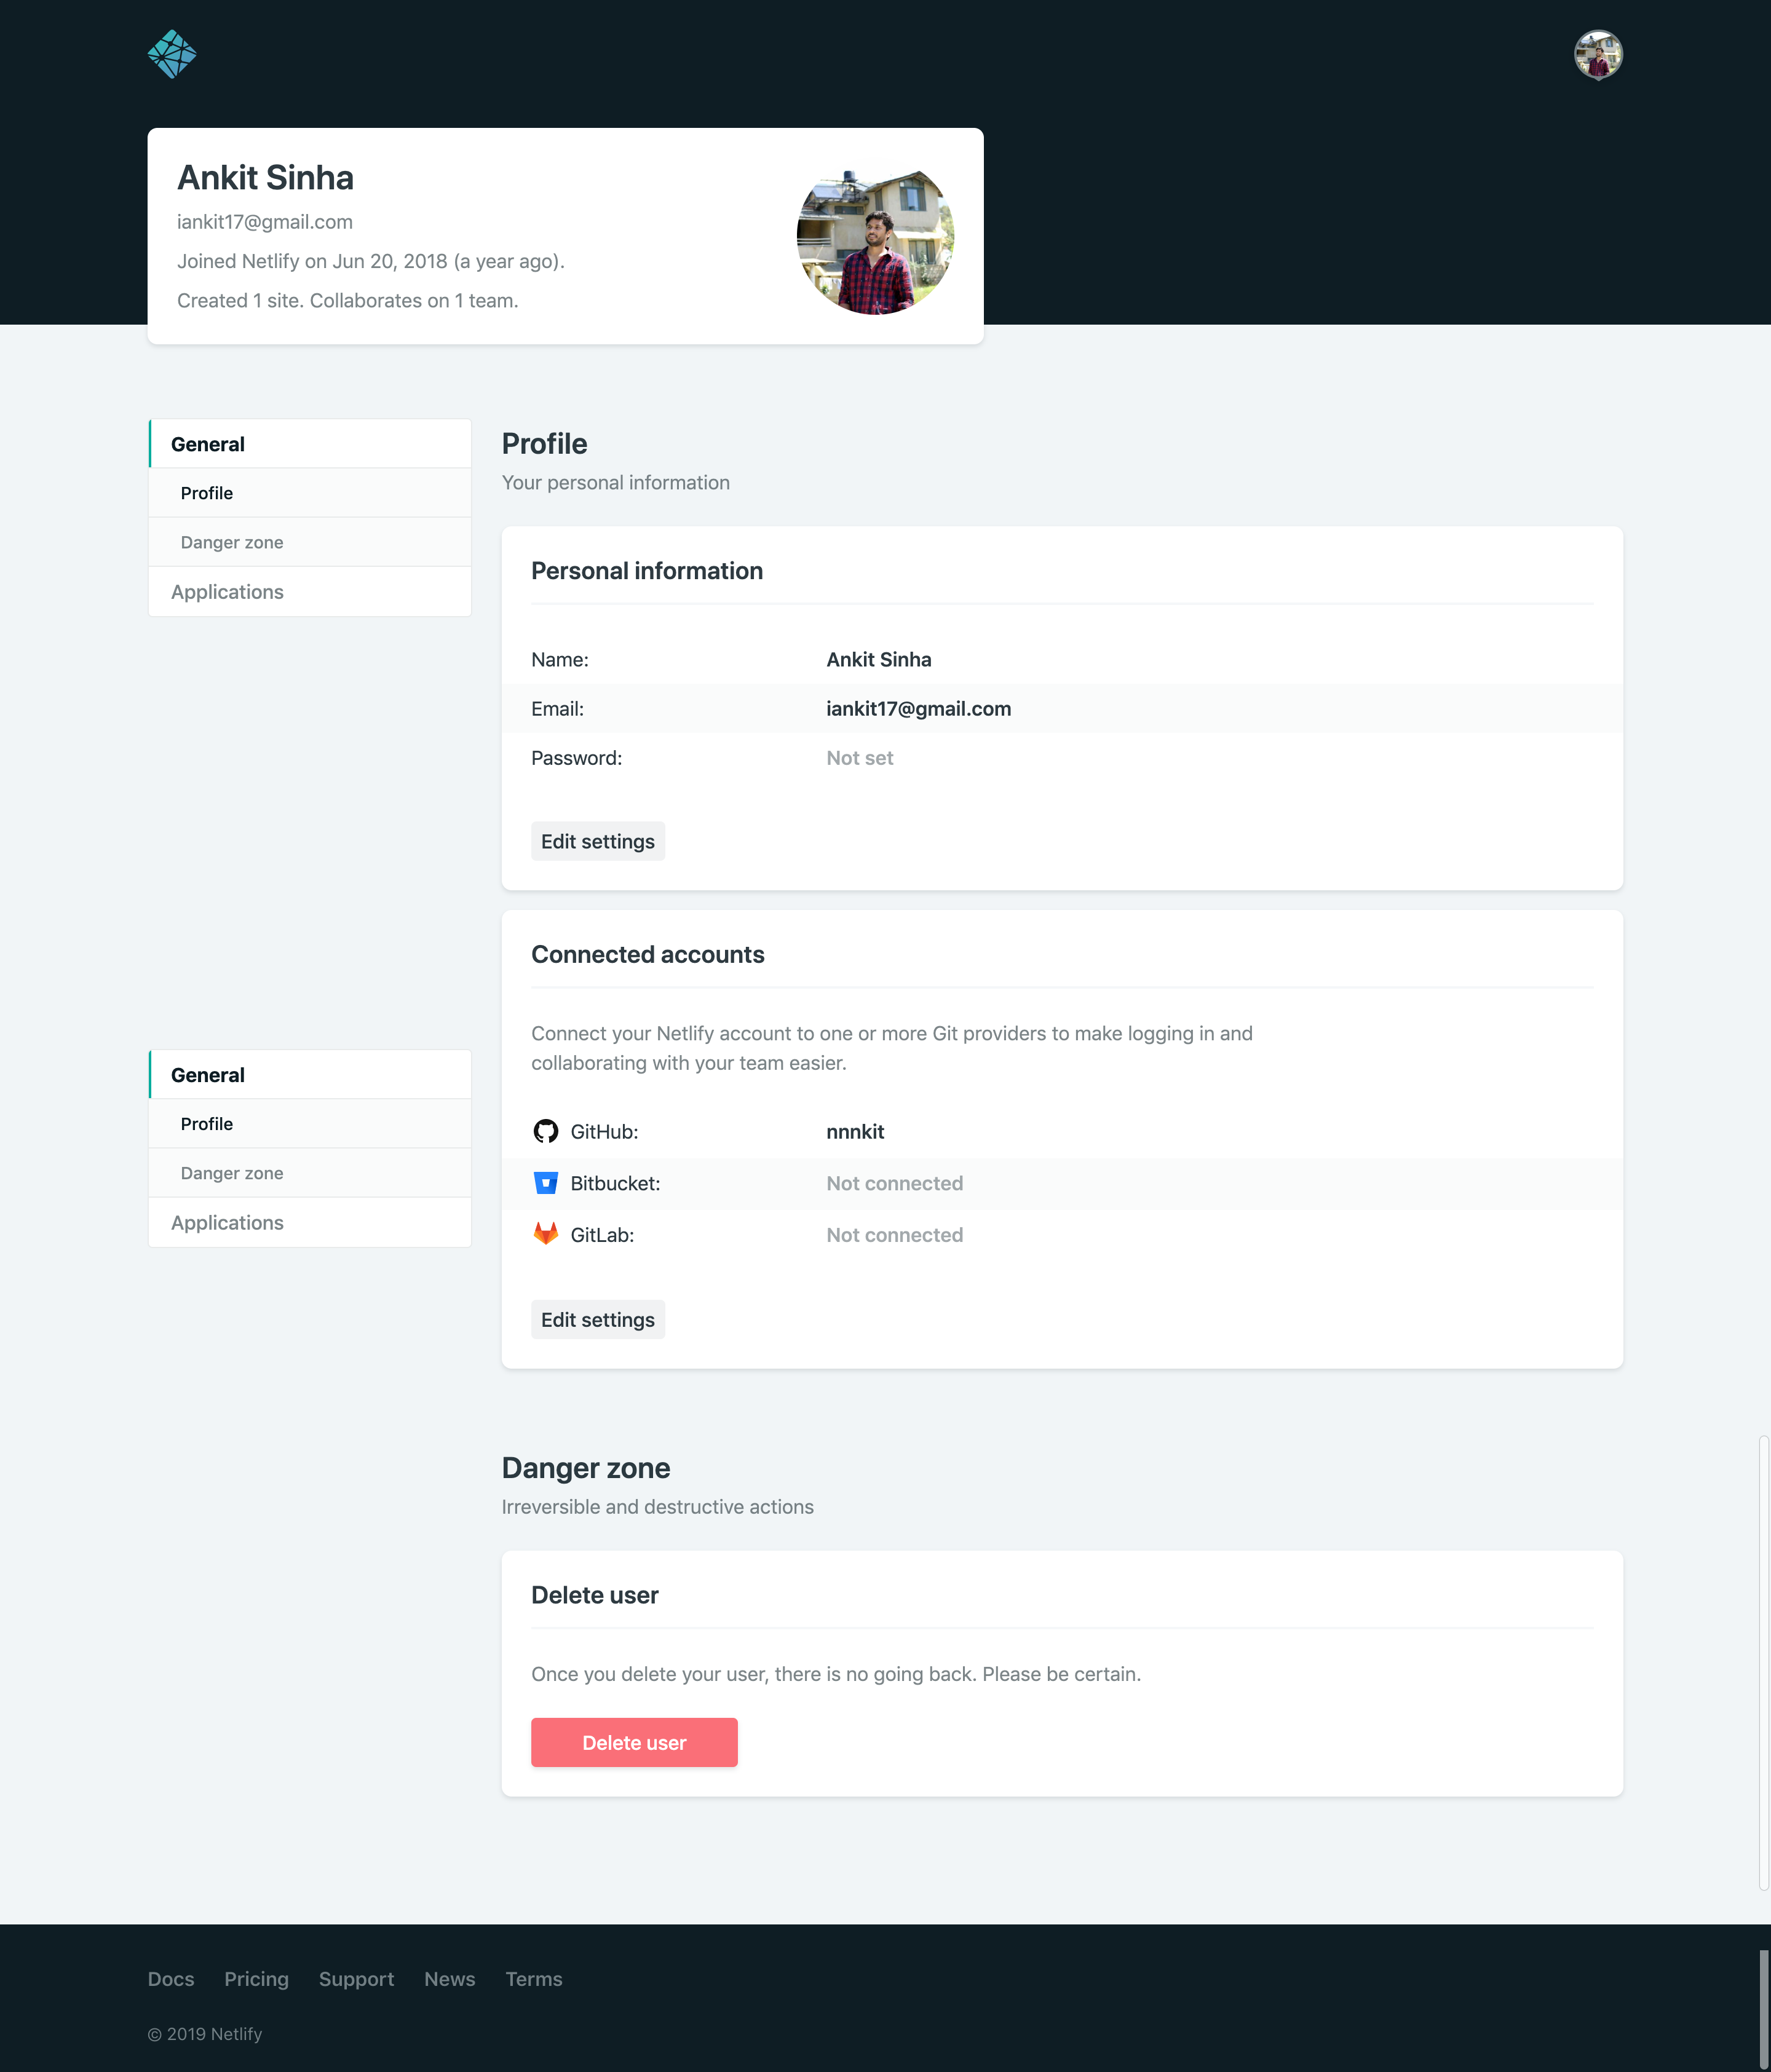 Ankit Sinha
iankit17@gmail.com
Joined Netlify on Jun 20, 2018 (a year ago).
Created 1 site. Collaborates on 1 team.
General
Profile
Danger zone
Applications
Profile
Your personal information
Personal information
Name: Ankit Sinha
Email: iankit17@gmail.com
Password: Not set
Edit settings
Connected accounts
Connect your Netlify account to one or more Git providers to make logging in and
collaborating with your team easier.
GitHub: nnnkit
Bitbucket: Not connected
GitLab: Not connected
Edit settings
General
Profile
Danger zone
Applications
Danger zone
Irreversible and destructive actions
Delete user
Once you delete your user, there is no going back. Please be certain.
Delete user
Docs Pricing Support News Terms
© 2019 Netlify